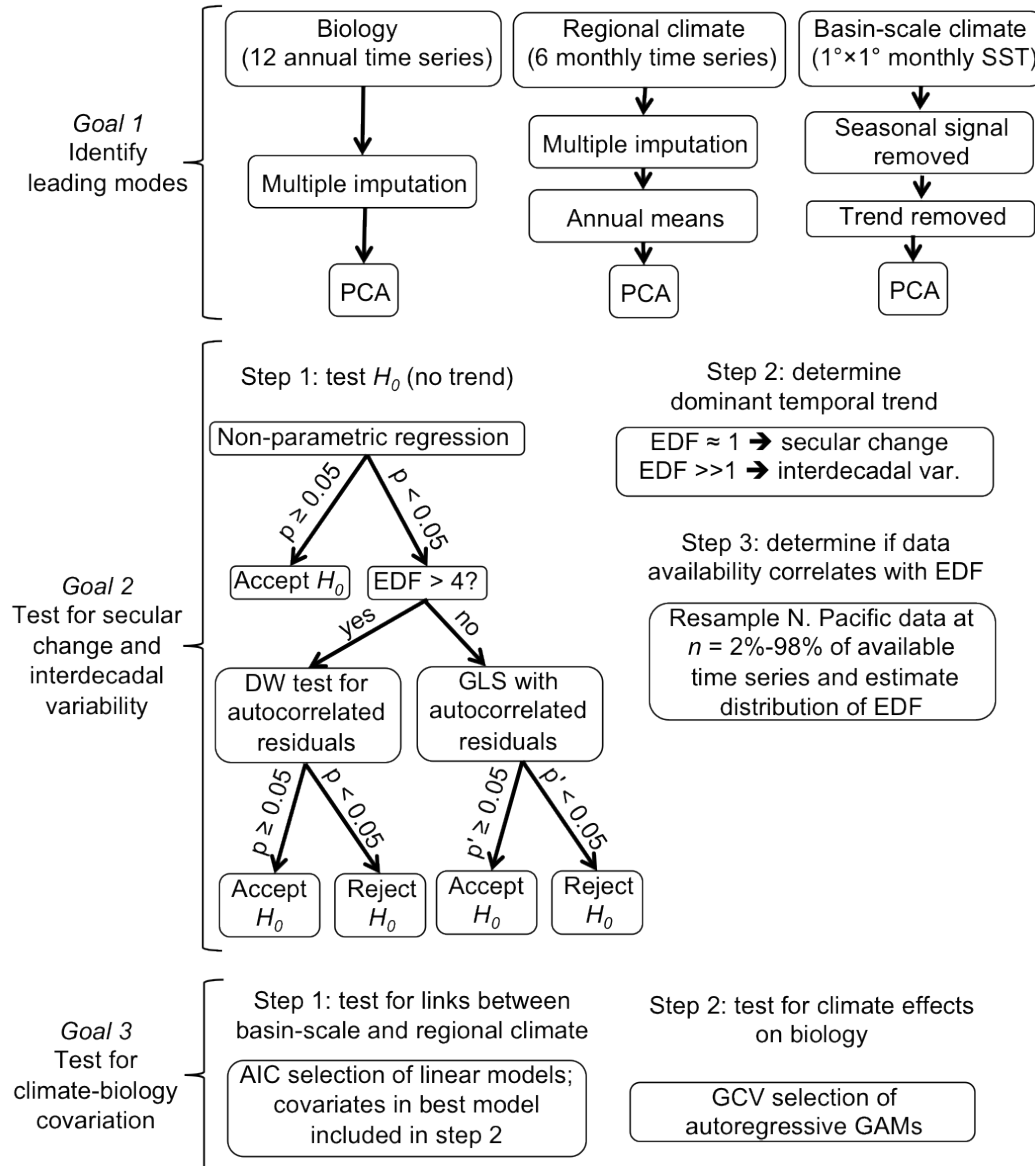 Goal 1
Identify
leading modes
Biology
(12 annual time series)
Multiple imputation
PCA
Regional climate
(6 monthly time series)
Multiple imputation
Annual means
PCA
Basin-scale climate
(1°×1° monthly SST)
Seasonal signal
removed
Trend removed
PCA
Goal 2
Test for secular
change and
interdecadal
variability
Step 1: test H₀ (no trend)
Non-parametric regression
p ≥ 0.05
p < 0.05
Accept H₀
EDF > 4?
yes
no
DW test for
autocorrelated
residuals
GLS with
autocorrelated
residuals
p ≥ 0.05
p < 0.05
p' ≥ 0.05
p' < 0.05
Accept
H₀
Reject
H₀
Accept
H₀
Reject
H₀
Step 2: determine
dominant temporal trend
EDF ≈ 1 ➔ secular change
EDF >>1 ➔ interdecadal var.
Step 3: determine if data
availability correlates with EDF
Resample N. Pacific data at
n = 2%-98% of available
time series and estimate
distribution of EDF
Goal 3
Test for
climate-biology
covariation
Step 1: test for links between
basin-scale and regional climate
AIC selection of linear models;
covariates in best model
included in step 2
Step 2: test for climate effects
on biology
GCV selection of
autoregressive GAMs